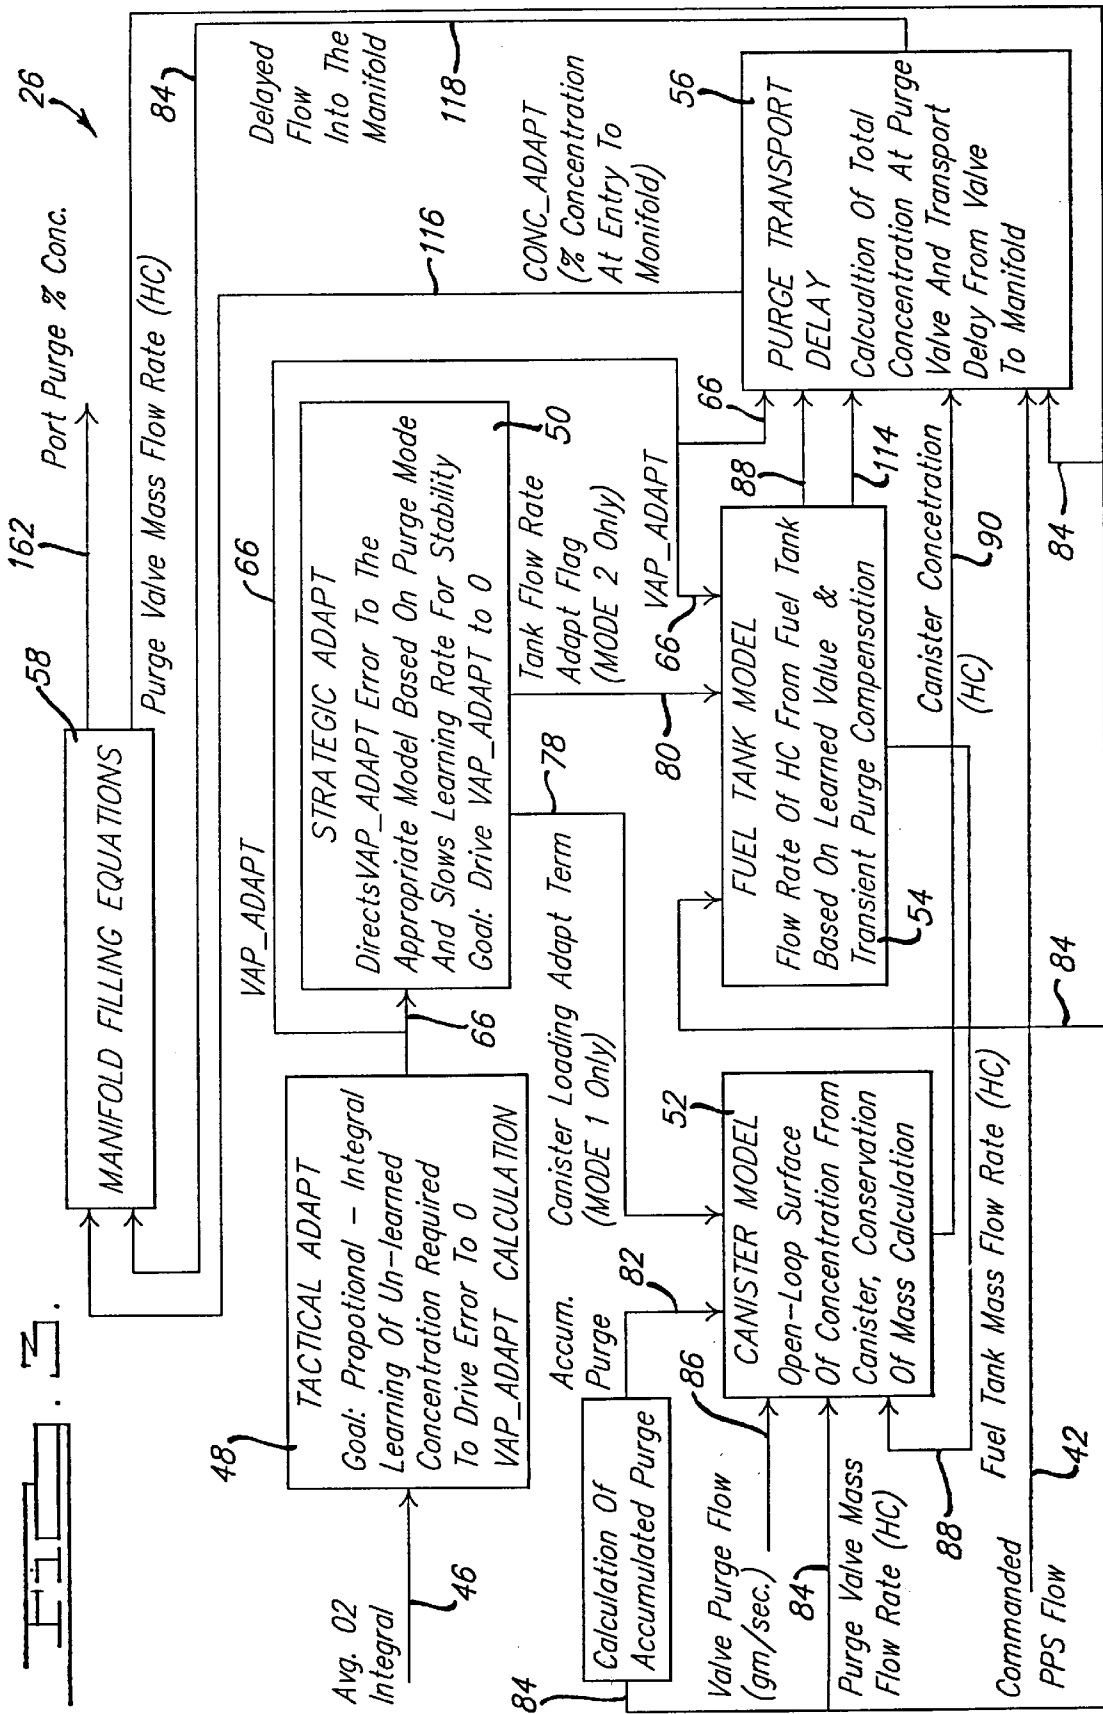 FIG. 3.
26
58
MANIFOLD FILLING EQUATIONS
162
Port Purge % Conc.
Purge Valve Mass Flow Rate (HC)
84
Delayed
Flow
Into The
Manifold
118
116
CONC_ADAPT
(% Concentration
At Entry To
Monifold)
VAP_ADAPT
66
48
TACTICAL ADAPT
Goal: Propotional - Integral
Learning Of Un-learned
Concentration Required
To Drive Error To 0
VAP_ADAPT CALCULATION
Avg. 02
Integral
46
66
STRATEGIC ADAPT
DirectsVAP_ADAPT Error To The
Appropriate Model Based On Purge Mode
And Slows Learning Rate For Stability
Goal: Drive VAP_ADAPT to 0
50
Canister Loading Adapt Term
(MODE 1 Only)
78
Tank Flow Rate
Adapt Flag
(MODE 2 Only)
80
VAP_ADAPT
66
66
56
PURGE TRANSPORT
DELAY
Calcualtion Of Total
Concentration At Purge
Valve And Transport
Delay From Valve
To Manifold
Accum.
Purge
82
84
Calculation Of
Accumulated Purge
86
Valve Purge Flow
(gm/sec.)
84
Purge Valve Mass
Flow Rate (HC)
52
CANISTER MODEL
Open-Loop Surface
Of Concentration From
Canister, Conservation
Of Mass Calculation
FUEL TANK MODEL
Flow Rate Of HC From Fuel Tank
Based On Learned Value &
Transient Purge Compensation
54
88
114
Canister Concetration
(HC)
90
84
88
Fuel Tank Mass Flow Rate (HC)
84
Commanded
PPS Flow
42